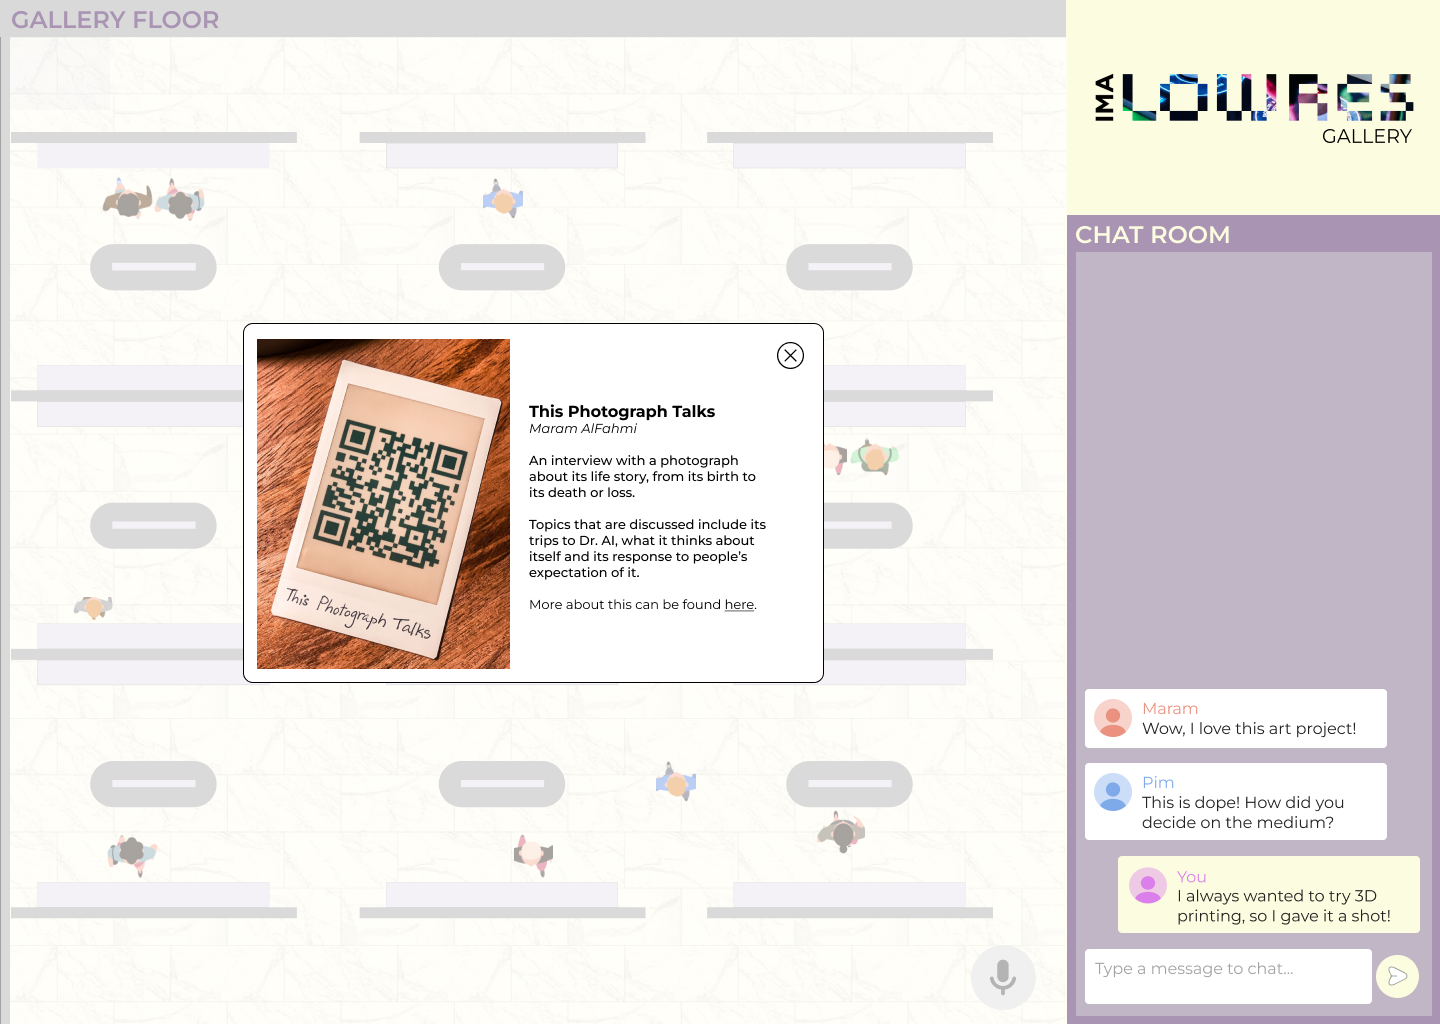 GALLERY FLOOR
IMA LOWRES
GALLERY
This Photograph Talks
Maram AlFahmi
An interview with a photograph
about its life story, from its birth to
its death or loss.
Topics that are discussed include its
trips to Dr. AI, what it thinks about
itself and its response to people’s
expectation of it.
More about this can be found here.
This Photograph Talks
CHAT ROOM
Maram
Wow, I love this art project!
Pim
This is dope! How did you
decide on the medium?
You
I always wanted to try 3D
printing, so I gave it a shot!
Type a message to chat...